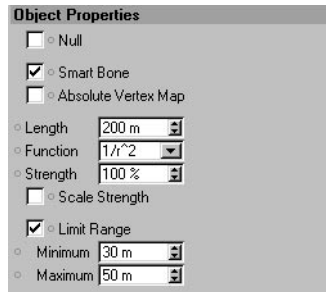 Object Properties
Null
Smart Bone
Absolute Vertex Map
Length 200 m
Function 1/r^2
Strength 100 %
Scale Strength
Limit Range
Minimum 30 m
Maximum 50 m